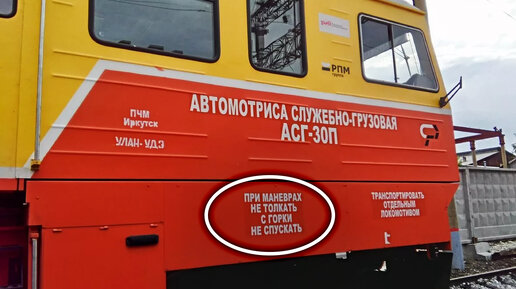 РПМ
группа
АВТОМОТРИСА СЛУЖЕБНО-ГРУЗОВАЯ
АСГ-30П
ПЧМ
Иркутск
УЛАН-УДЭ
ПРИ МАНЕВРАХ
НЕ ТОЛКАТЬ
С ГОРКИ
НЕ СПУСКАТЬ
ТРАНСПОРТИРОВАТЬ
ОТДЕЛЬНЫМ
ЛОКОМОТИВОМ